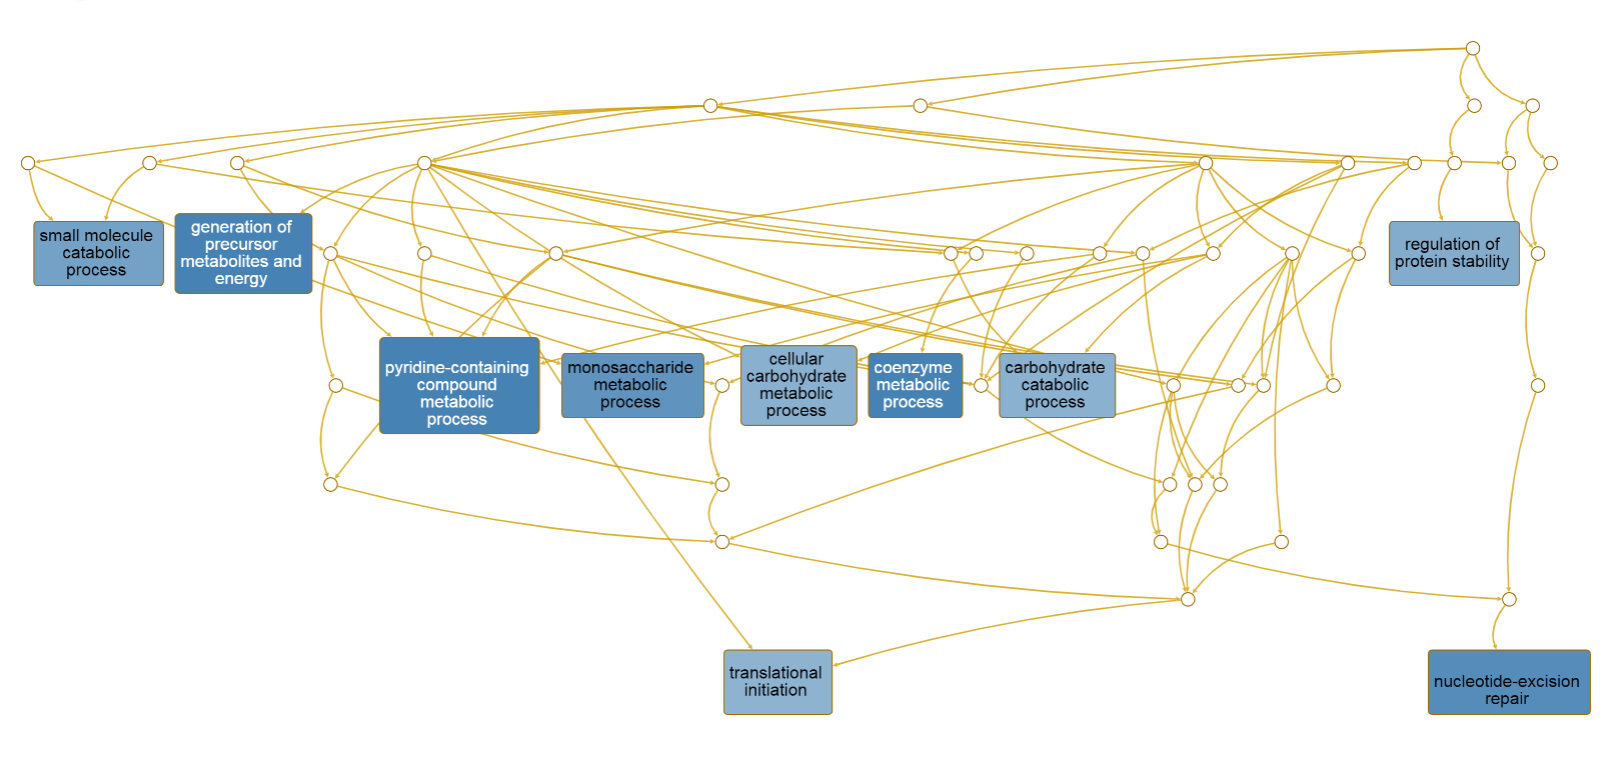 small molecule
catabolic
process
generation of
precursor
metabolites and
energy
regulation of
protein stability
pyridine-containing
compound
metabolic
process
monosaccharide
metabolic
process
cellular
carbohydrate
metabolic
process
coenzyme
metabolic
process
carbohydrate
catabolic
process
translational
initiation
nucleotide-excision
repair